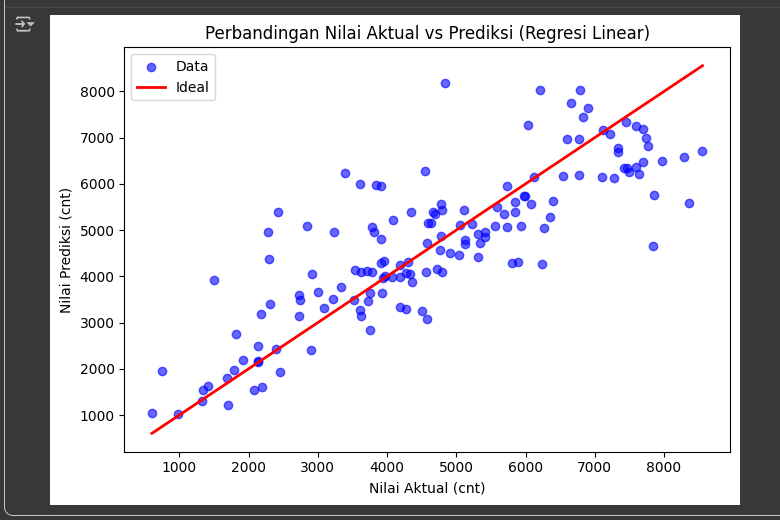 Perbandingan Nilai Aktual vs Prediksi (Regresi Linear)
Data
Ideal
8000
7000
6000
5000
4000
3000
2000
1000
Nilai Prediksi (cnt)
1000 2000 3000 4000 5000 6000 7000 8000
Nilai Aktual (cnt)